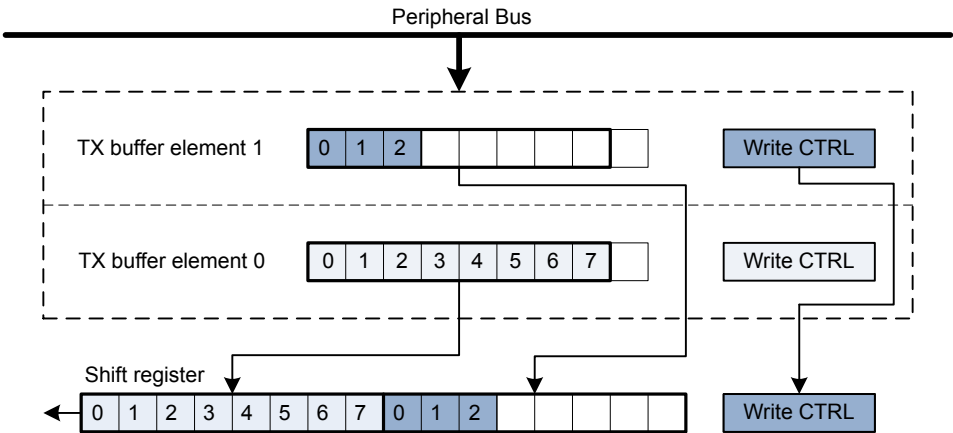 Peripheral Bus
TX buffer element 1 0 1 2 Write CTRL
TX buffer element 0 0 1 2 3 4 5 6 7 Write CTRL
Shift register
0 1 2 3 4 5 6 7 0 1 2 Write CTRL